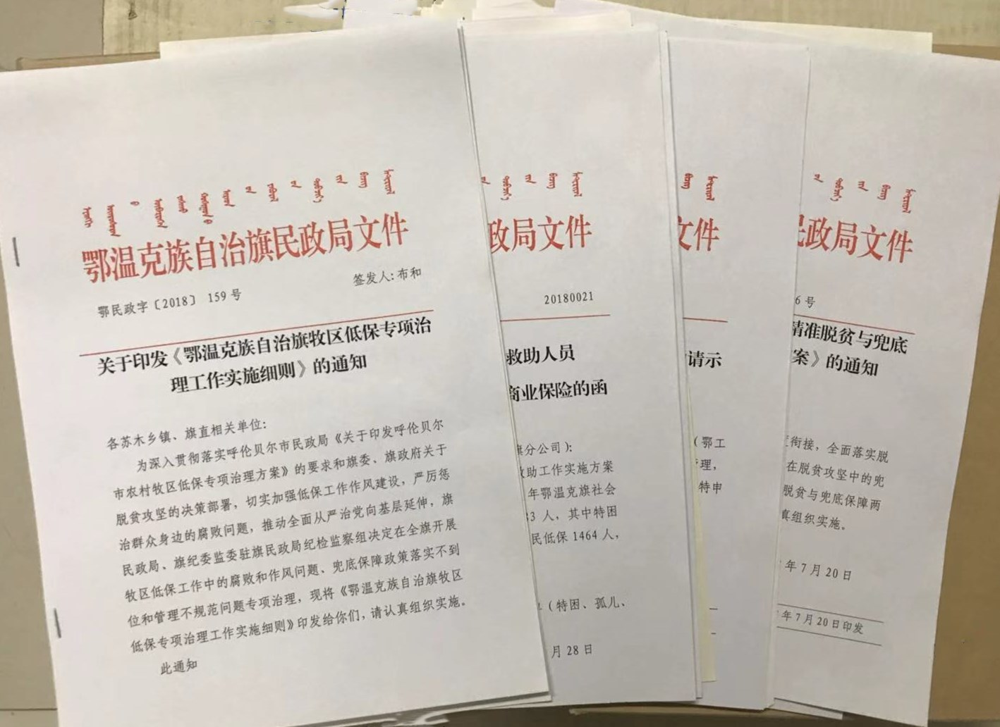 鄂温克族自治旗民政局文件
签发人:布和
鄂民政字〔2018〕 159 号
关于印发《鄂温克族自治旗牧区低保专项治
理工作实施细则》的通知
各苏木乡镇、旗直相关单位:
为深入贯彻落实呼伦贝尔市民政局《关于印发呼伦贝尔
市农村牧区低保专项治理方案》的要求和旗委、旗政府关于
脱贫攻坚的决策部署，切实加强低保工作作风建设，严厉惩
治群众身边的腐败问题，推动全面从严治党向基层延伸，旗
民政局、旗纪委监委驻旗民政局纪检监察组决定在全旗开展
牧区低保工作中的腐败和作风问题、兜底保障政策落实不到
位和管理不规范问题专项治理，现将《鄂温克族自治旗牧区
低保专项治理工作实施细则》印发给你们，请认真组织实施。
此通知
政局文件
20180021
救助人员
商业保险的函
分公司）:
助工作实施方案
年鄂温克旗社会
3 人，其中特困
民低保 1464 人，
（特困、孤儿、
月 28 日
文件
请示
（鄂工
理，
特申
民政局文件
6 号
精准脱贫与兜底
案》的通知
衔接，全面落实脱
在脱贫攻坚中的兜
脱贫与兜底保障两
真组织实施。
年 7 月 20 日
年 7 月 20 日印发